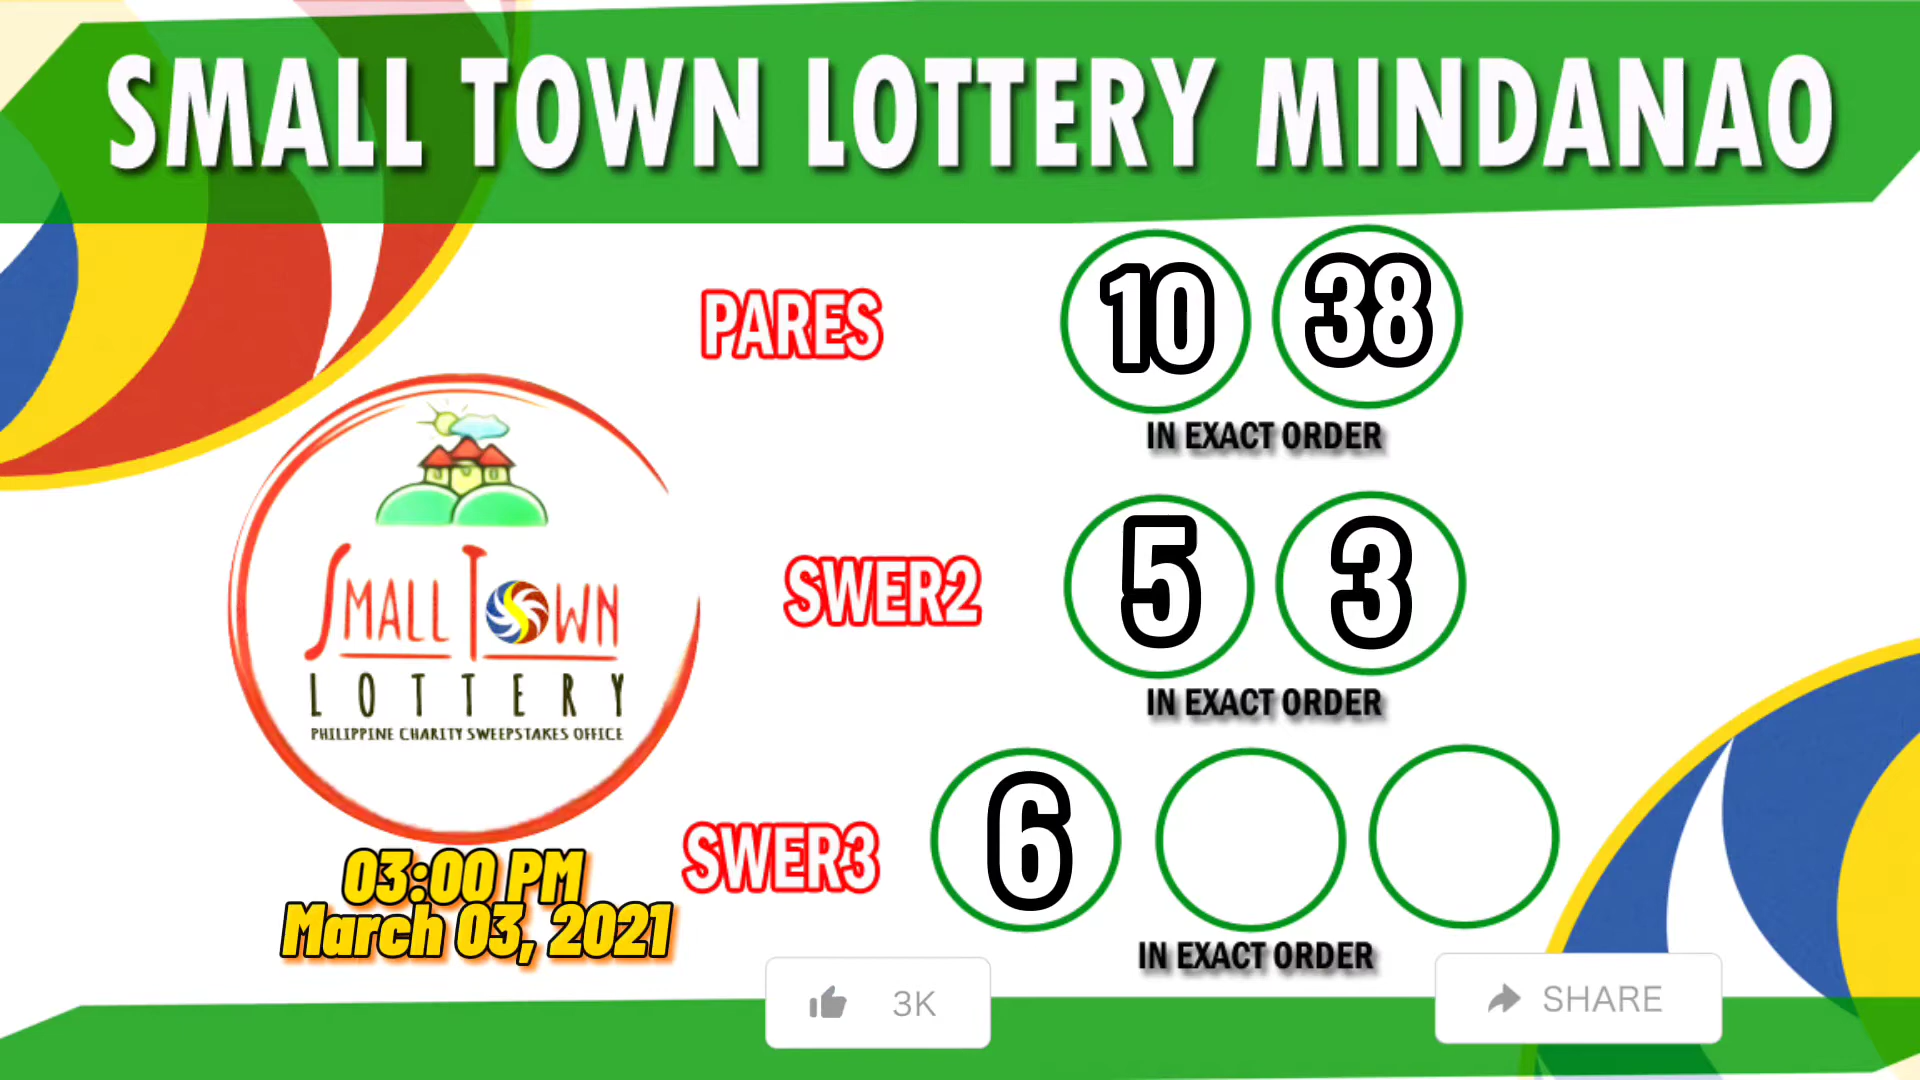 SMALL TOWN LOTTERY MINDANAO
PARES
10 38
IN EXACT ORDER
SWER2
5 3
IN EXACT ORDER
SMALL TOWN
LOTTERY
PHILIPPINE CHARITY SWEEPSTAKES OFFICE
SWER3
6
IN EXACT ORDER
03:00 PM
March 03, 2021
3K
SHARE